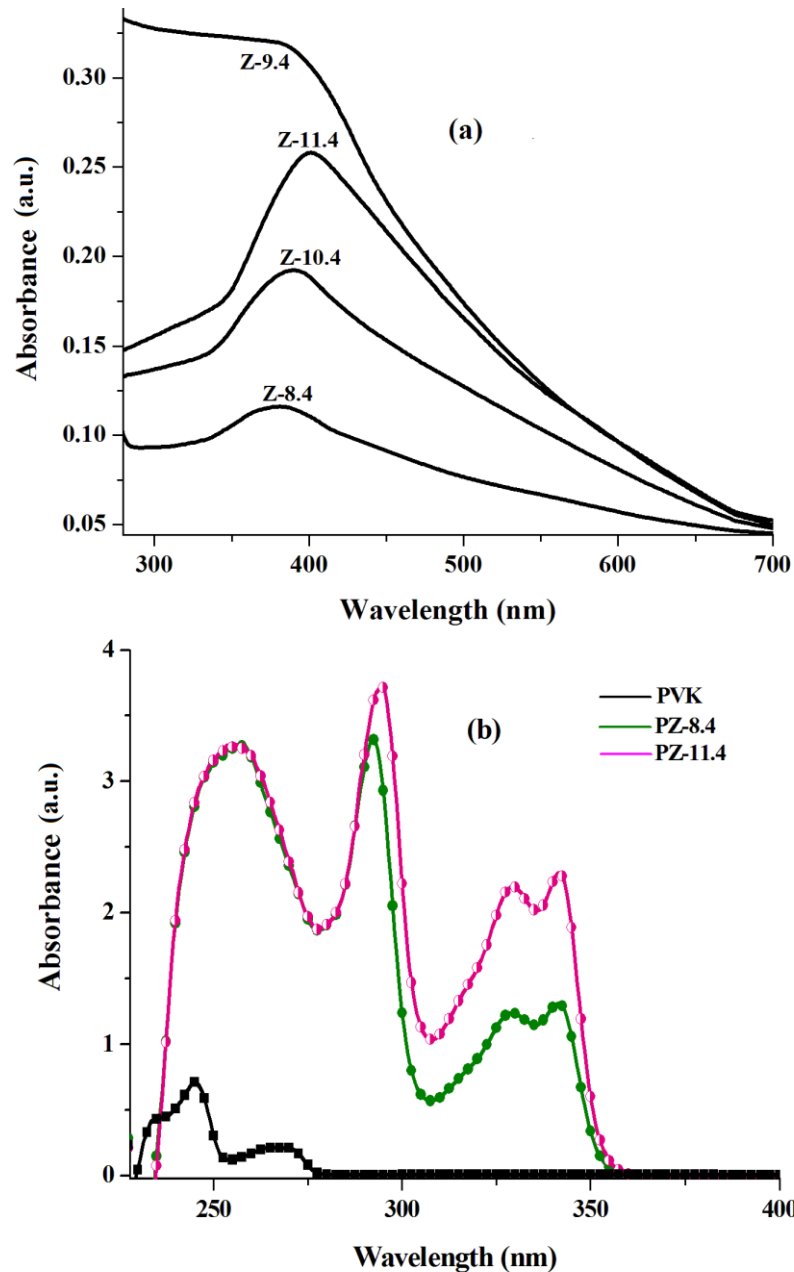 Absorbance (a.u.)
0.30
0.25
0.20
0.15
0.10
0.05
Z-9.4
(a)
Z-11.4
Z-10.4
Z-8.4
300 400 500 600 700
Wavelength (nm)
Absorbance (a.u.)
4
3
2
1
0
(b)
PVK
PZ-8.4
PZ-11.4
250 300 350 400
Wavelength (nm)